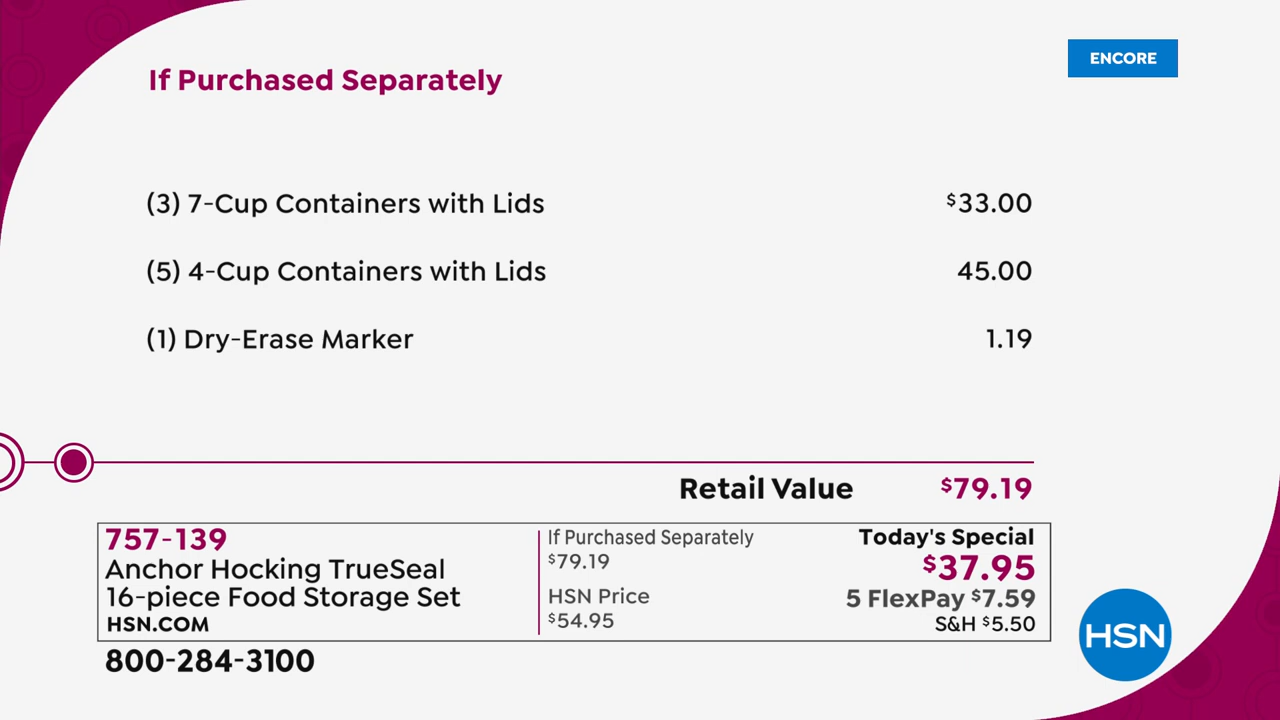 If Purchased Separately
ENCORE
(3) 7-Cup Containers with Lids $33.00
(5) 4-Cup Containers with Lids 45.00
(1) Dry-Erase Marker 1.19
Retail Value $79.19
757-139
Anchor Hocking TrueSeal
16-piece Food Storage Set
HSN.COM
If Purchased Separately
$79.19
HSN Price
$54.95
Today's Special
$37.95
5 FlexPay $7.59
S&H $5.50
800-284-3100
HSN